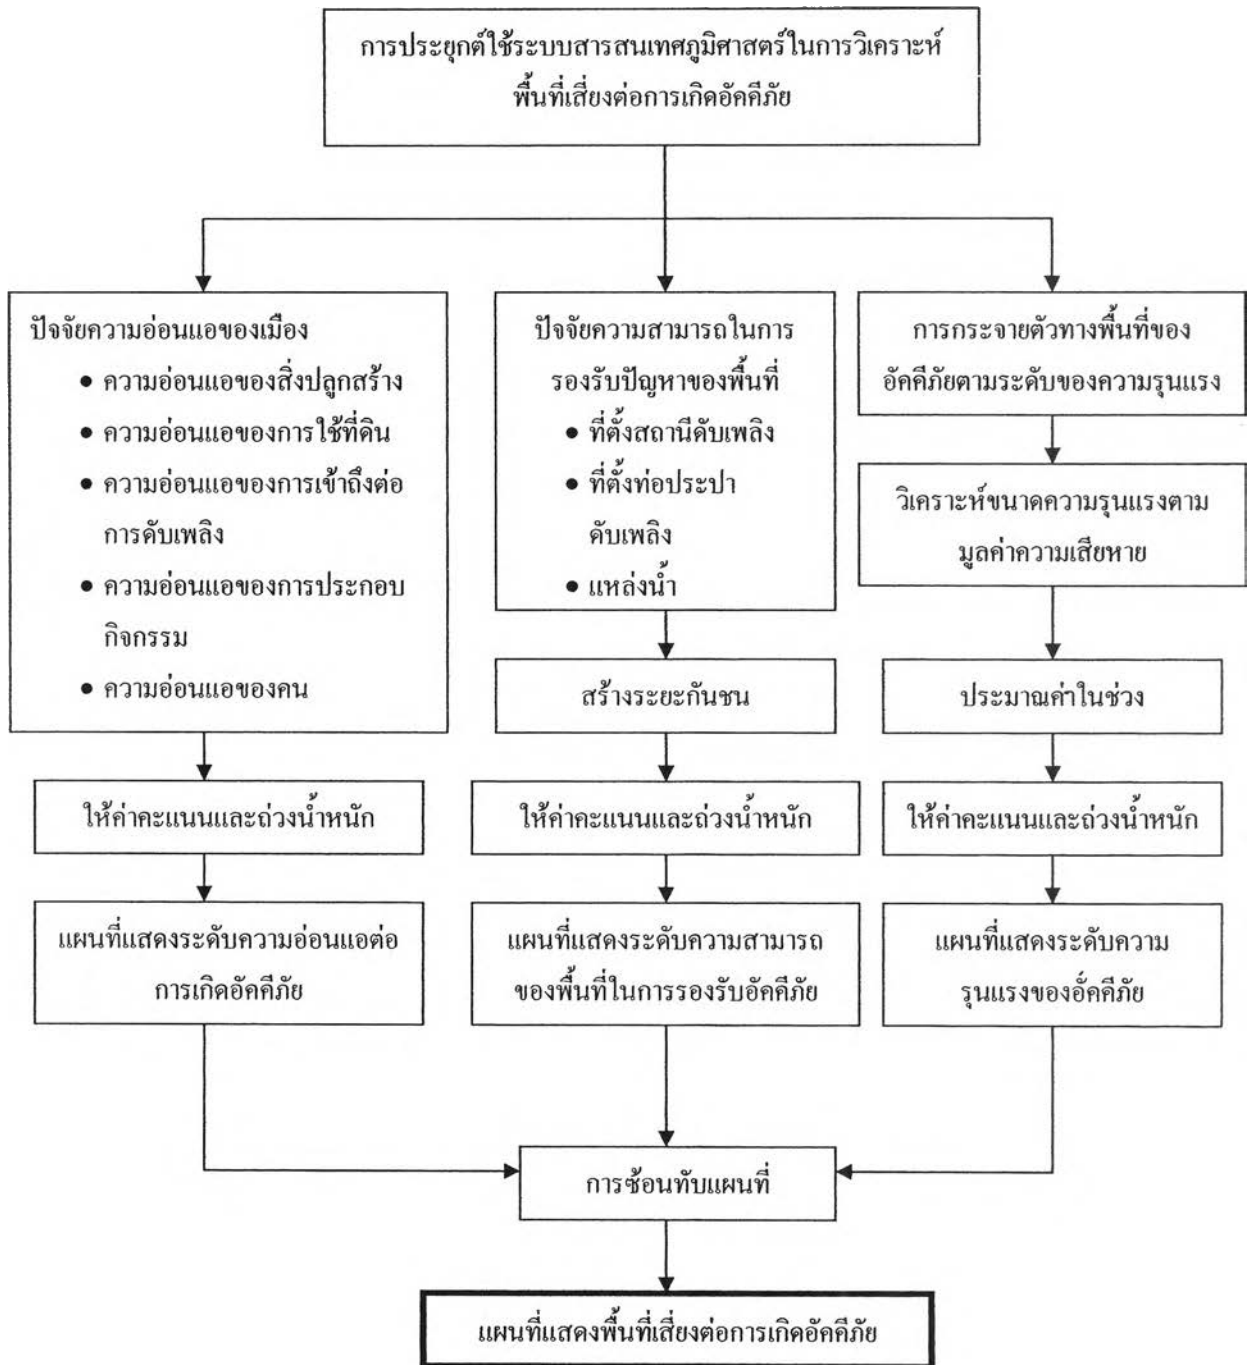 การประยุกต์ใช้ระบบสารสนเทศภูมิศาสตร์ในการวิเคราะห์
พื้นที่เสี่ยงต่อการเกิดอัคคีภัย
ปัจจัยความอ่อนแอของเมือง
• ความอ่อนแอของสิ่งปลูกสร้าง
• ความอ่อนแอของการใช้ที่ดิน
• ความอ่อนแอของการเข้าถึงต่อ
การดับเพลิง
• ความอ่อนแอของการประกอบ
กิจกรรม
• ความอ่อนแอของคน
ให้ค่าคะแนนและถ่วงน้ำหนัก
แผนที่แสดงระดับความอ่อนแอต่อ
การเกิดอัคคีภัย
ปัจจัยความสามารถในการ
รองรับปัญหาของพื้นที่
• ที่ตั้งสถานีดับเพลิง
• ที่ตั้งท่อประปา
ดับเพลิง
• แหล่งน้ำ
สร้างระยะกันชน
ให้ค่าคะแนนและถ่วงน้ำหนัก
แผนที่แสดงระดับความสามารถ
ของพื้นที่ในการรองรับอัคคีภัย
การกระจายตัวทางพื้นที่ของ
อัคคีภัยตามระดับของความรุนแรง
วิเคราะห์ขนาดความรุนแรงตาม
มูลค่าความเสียหาย
ประมาณค่าในช่วง
ให้ค่าคะแนนและถ่วงน้ำหนัก
แผนที่แสดงระดับความ
รุนแรงของอั่คคีภัย
การซ้อนทับแผนที่
แผนที่แสดงพื้นที่เสี่ยงต่อการเกิดอัคคีภัย